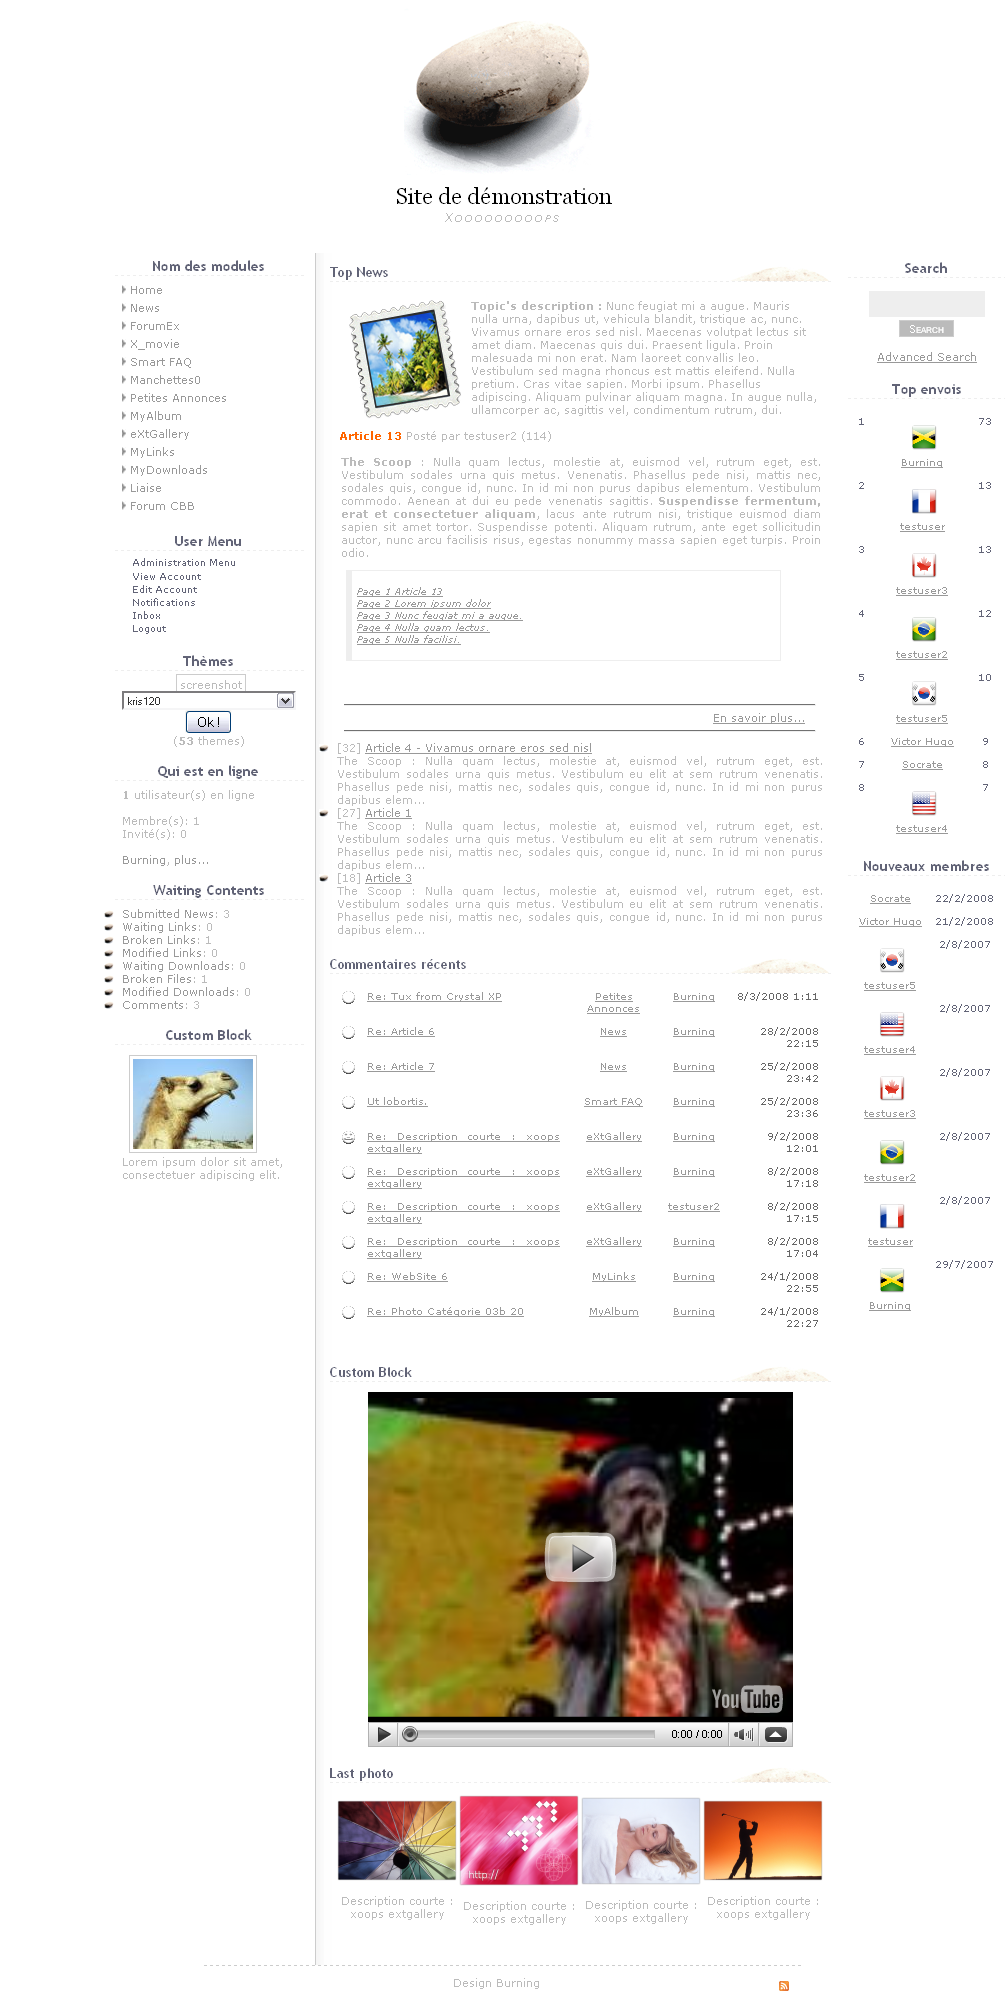 Site de démonstration
Xooooooooops
Nom des modules
Home
News
ForumEx
X_movie
Smart FAQ
Manchettes0
Petites Annonces
MyAlbum
eXtGallery
MyLinks
MyDownloads
Liaise
Forum CBB
User Menu
Administration Menu
View Account
Edit Account
Notifications
Inbox
Logout
Thèmes
screenshot
kris120
Ok!
(53 themes)
Qui est en ligne
1 utilisateur(s) en ligne
Membre(s): 1
Invité(s): 0
Burning, plus...
Waiting Contents
Submitted News: 3
Waiting Links: 0
Broken Links: 1
Modified Links: 0
Waiting Downloads: 0
Broken Files: 1
Modified Downloads: 0
Comments: 3
Custom Block
Lorem ipsum dolor sit amet,
consectetuer adipiscing elit.
Top News
Topic's description : Nunc feugiat mi a augue. Mauris
nulla urna, dapibus ut, vehicula blandit, tristique ac, nunc.
Vivamus ornare eros sed nisl. Maecenas volutpat lectus sit
amet diam. Maecenas quis dui. Praesent ligula. Proin
malesuada mi non erat. Nam laoreet convallis leo.
Vestibulum sed magna rhoncus est mattis eleifend. Nulla
pretium. Cras vitae sapien. Morbi ipsum. Phasellus
adipiscing. Aliquam pulvinar aliquam magna. In augue nulla,
ullamcorper ac, sagittis vel, condimentum rutrum, dui.
Article 13 Posté par testuser2 (114)
The Scoop : Nulla quam lectus, molestie at, euismod vel, rutrum eget, est.
Vestibulum sodales urna quis metus. Venenatis. Phasellus pede nisi, mattis nec,
sodales quis, congue id, nunc. In id mi non purus dapibus elementum. Vestibulum
commodo. Aenean at dui eu pede venenatis sagittis. Suspendisse fermentum,
erat et consectetuer aliquam, lacus ante rutrum nisi, tristique euismod diam
sapien sit amet tortor. Suspendisse potenti. Aliquam rutrum, ante eget sollicitudin
auctor, nunc arcu facilisis risus, egestas nonummy massa sapien eget turpis. Proin
odio.
Page 1 Article 13
Page 2 Lorem ipsum dolor
Page 3 Nunc feugiat mi a augue.
Page 4 Nulla quam lectus.
Page 5 Nulla facilisi.
En savoir plus...
[32] Article 4 - Vivamus ornare eros sed nisl
The Scoop : Nulla quam lectus, molestie at, euismod vel, rutrum eget, est.
Vestibulum sodales urna quis metus. Vestibulum eu elit at sem rutrum venenatis.
Phasellus pede nisi, mattis nec, sodales quis, congue id, nunc. In id mi non purus
dapibus elem...
[27] Article 1
The Scoop : Nulla quam lectus, molestie at, euismod vel, rutrum eget, est.
Vestibulum sodales urna quis metus. Vestibulum eu elit at sem rutrum venenatis.
Phasellus pede nisi, mattis nec, sodales quis, congue id, nunc. In id mi non purus
dapibus elem...
[18] Article 3
The Scoop : Nulla quam lectus, molestie at, euismod vel, rutrum eget, est.
Vestibulum sodales urna quis metus. Vestibulum eu elit at sem rutrum venenatis.
Phasellus pede nisi, mattis nec, sodales quis, congue id, nunc. In id mi non purus
dapibus elem...
Commentaires récents
Re: Tux from Crystal XP Petites Burning 8/3/2008 1:11
Annonces
Re: Article 6 News Burning 28/2/2008
22:15
Re: Article 7 News Burning 25/2/2008
23:42
Ut lobortis. Smart FAQ Burning 25/2/2008
23:36
Re: Description courte : xoops eXtGallery Burning 9/2/2008
extgallery 12:01
Re: Description courte : xoops eXtGallery Burning 8/2/2008
extgallery 17:18
Re: Description courte : xoops eXtGallery testuser2 8/2/2008
extgallery 17:15
Re: Description courte : xoops eXtGallery Burning 8/2/2008
extgallery 17:04
Re: WebSite 6 MyLinks Burning 24/1/2008
22:55
Re: Photo Catégorie 03b 20 MyAlbum Burning 24/1/2008
22:27
Custom Block
YouTube
0:00 / 0:00
Last photo
http://
Description courte :
xoops extgallery
Description courte :
xoops extgallery
Description courte :
xoops extgallery
Description courte :
xoops extgallery
Search
Search
Advanced Search
Top envois
1 73
Burning
2 13
testuser
3 13
testuser3
4 12
testuser2
5 10
testuser5
6 Victor Hugo 9
7 Socrate 8
8 7
testuser4
Nouveaux membres
Socrate 22/2/2008
Victor Hugo 21/2/2008
2/8/2007
testuser5
2/8/2007
testuser4
2/8/2007
testuser3
2/8/2007
testuser2
2/8/2007
testuser
29/7/2007
Burning
Design Burning